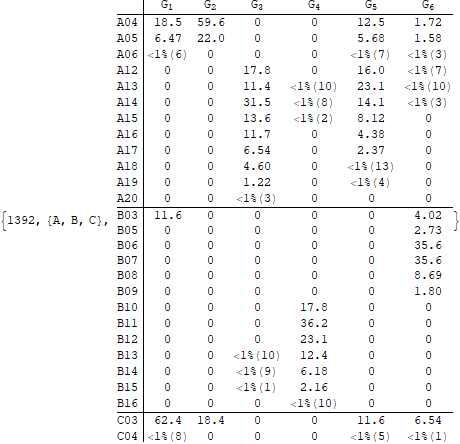 G1 G2 G3 G4 G5 G6
A04 18.5 59.6 0 0 12.5 1.72
A05 6.47 22.0 0 0 5.68 1.58
A06 <1%(6) 0 0 0 <1%(7) <1%(3)
A12 0 0 17.8 0 16.0 <1%(7)
A13 0 0 11.4 <1%(10) 23.1 <1%(10)
A14 0 0 31.5 <1%(8) 14.1 <1%(3)
A15 0 0 13.6 <1%(2) 8.12 0
A16 0 0 11.7 0 4.38 0
A17 0 0 6.54 0 2.37 0
A18 0 0 4.60 0 <1%(13) 0
A19 0 0 1.22 0 <1%(4) 0
A20 0 0 <1%(3) 0 0 0
{1392, {A, B, C}, B03 11.6 0 0 0 0 4.02 }
B05 0 0 0 0 0 2.73
B06 0 0 0 0 0 35.6
B07 0 0 0 0 0 35.6
B08 0 0 0 0 0 8.69
B09 0 0 0 0 0 1.80
B10 0 0 0 17.8 0 0
B11 0 0 0 36.2 0 0
B12 0 0 0 23.1 0 0
B13 0 0 <1%(10) 12.4 0 0
B14 0 0 <1%(9) 6.18 0 0
B15 0 0 <1%(1) 2.16 0 0
B16 0 0 0 <1%(10) 0 0
C03 62.4 18.4 0 0 11.6 6.54
C04 <1%(8) 0 0 0 <1%(5) <1%(1)